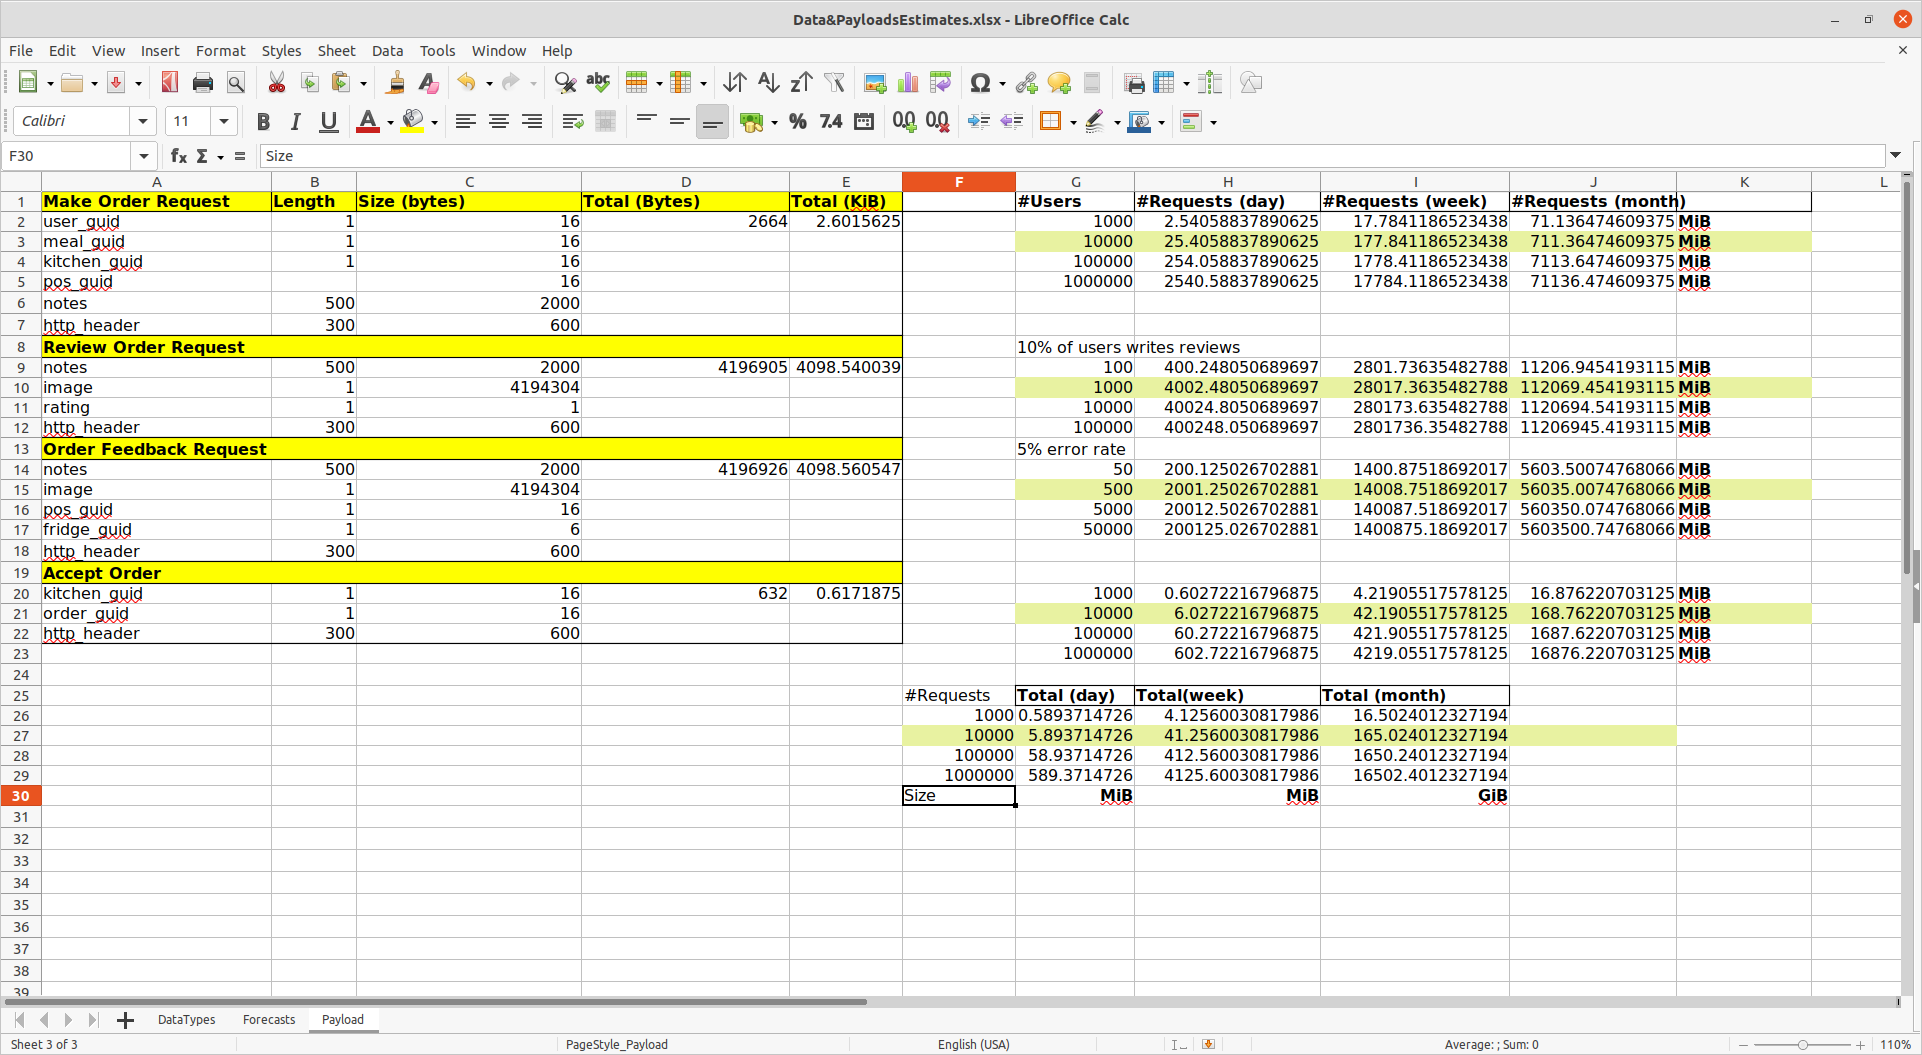 Data&PayloadsEstimates.xlsx - LibreOffice Calc
File Edit View Insert Format Styles Sheet Data Tools Window Help
Calibri 11
F30 Size
A B C D E F G H I J K L
1 Make Order Request Length Size (bytes) Total (Bytes) Total (KiB) #Users #Requests (day) #Requests (week) #Requests (month)
2 user_guid 1 16 2664 2.6015625 1000 2.54058837890625 17.7841186523438 71.136474609375 MiB
3 meal_guid 1 16 10000 25.4058837890625 177.841186523438 711.36474609375 MiB
4 kitchen_guid 1 16 100000 254.058837890625 1778.41186523438 7113.6474609375 MiB
5 pos_guid 16 1000000 2540.58837890625 17784.1186523438 71136.474609375 MiB
6 notes 500 2000
7 http_header 300 600
8 Review Order Request 10% of users writes reviews
9 notes 500 2000 4196905 4098.540039 100 400.248050689697 2801.73635482788 11206.9454193115 MiB
10 image 1 4194304 1000 4002.48050689697 28017.3635482788 112069.454193115 MiB
11 rating 1 1 10000 40024.8050689697 280173.635482788 1120694.54193115 MiB
12 http_header 300 600 100000 400248.050689697 2801736.35482788 11206945.4193115 MiB
13 Order Feedback Request 5% error rate
14 notes 500 2000 4196926 4098.560547 50 200.125026702881 1400.87518692017 5603.50074768066 MiB
15 image 1 4194304 500 2001.25026702881 14008.7518692017 56035.0074768066 MiB
16 pos_guid 1 16 5000 20012.5026702881 140087.518692017 560350.074768066 MiB
17 fridge_guid 1 6 50000 200125.026702881 1400875.18692017 5603500.74768066 MiB
18 http_header 300 600
19 Accept Order
20 kitchen_guid 1 16 632 0.6171875 1000 0.60272216796875 4.21905517578125 16.876220703125 MiB
21 order_guid 1 16 10000 6.0272216796875 42.1905517578125 168.76220703125 MiB
22 http_header 300 600 100000 60.272216796875 421.905517578125 1687.6220703125 MiB
23 1000000 602.72216796875 4219.05517578125 16876.220703125 MiB
24
25 #Requests Total (day) Total(week) Total (month)
26 1000 0.5893714726 4.12560030817986 16.5024012327194
27 10000 5.893714726 41.2560030817986 165.024012327194
28 100000 58.93714726 412.560030817986 1650.24012327194
29 1000000 589.3714726 4125.60030817986 16502.4012327194
30 Size MiB MiB GiB
31
32
33
34
35
36
37
38
39
DataTypes Forecasts Payload
Sheet 3 of 3 PageStyle_Payload English (USA) Average: ; Sum: 0 110%